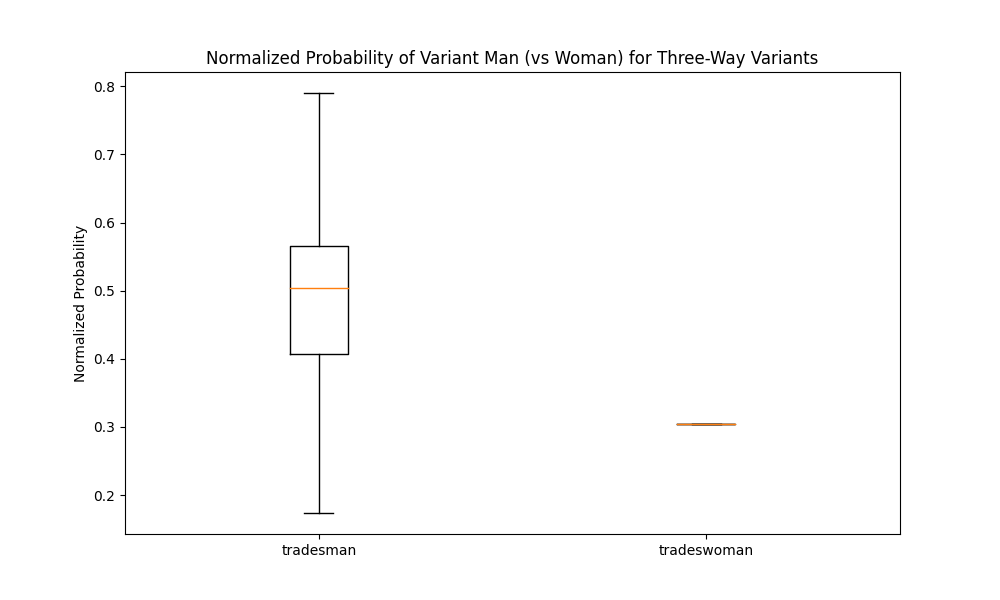 Normalized Probability of Variant Man (vs Woman) for Three-Way Variants
Normalized Probability
0.8
0.7
0.6
0.5
0.4
0.3
0.2
tradesman
tradeswoman